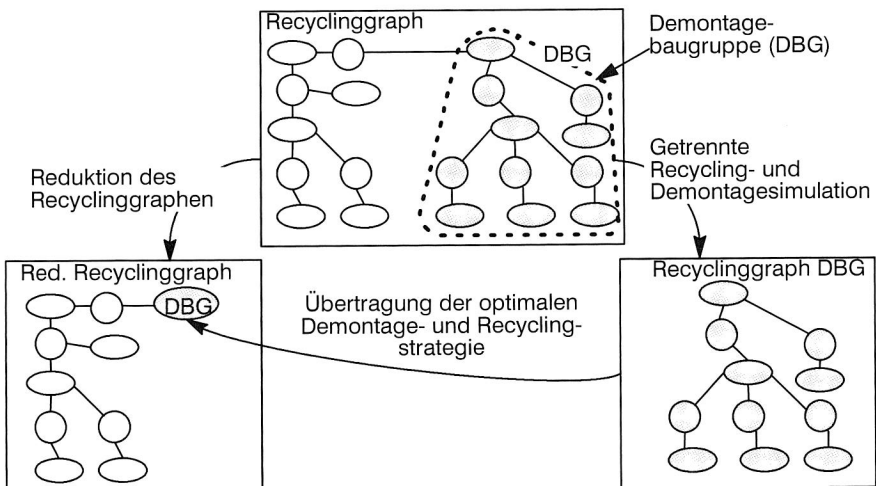 Recyclinggraph
DBG
Demontage-
baugruppe (DBG)
Getrennte
Recycling- und
Demontagesimulation
Reduktion des
Recyclinggraphen
Red. Recyclinggraph
DBG
Übertragung der optimalen
Demontage- und Recycling-
strategie
Recyclinggraph DBG